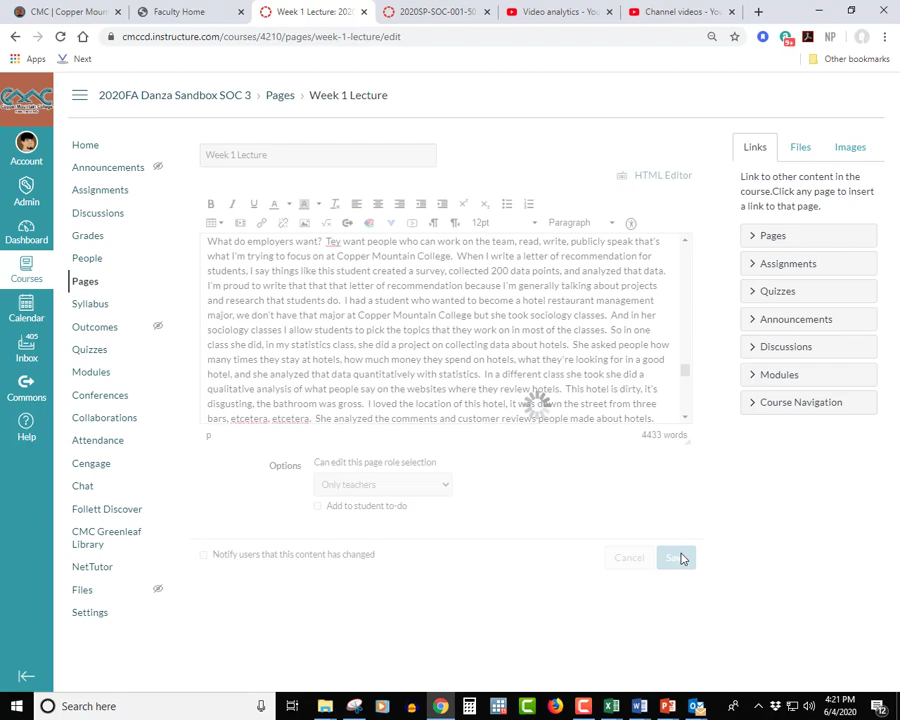 CMC | Copper Mount
Faculty Home
Week 1 Lecture: 202
2020SP-SOC-001-50
Video analytics - You
Channel videos - You
cmccd.instructure.com/courses/4210/pages/week-1-lecture/edit
NP
Apps
Next
Other bookmarks
2020FA Danza Sandbox SOC 3 > Pages > Week 1 Lecture
Account
Admin
Dashboard
Courses
Calendar
405
Inbox
Commons
Help
Home
Announcements
Assignments
Discussions
Grades
People
Pages
Syllabus
Outcomes
Quizzes
Modules
Conferences
Collaborations
Attendance
Cengage
Chat
Follett Discover
CMC Greenleaf
Library
NetTutor
Files
Settings
Week 1 Lecture
HTML Editor
12pt
Paragraph
What do employers want? Tey want people who can work on the team, read, write, publicly speak that's
what I'm trying to focus on at Copper Mountain College. When I write a letter of recommendation for
students, I say things like this student created a survey, collected 200 data points, and analyzed that data.
I'm proud to write that that letter of recommendation because I'm generally talking about projects
and research that students do. I had a student who wanted to become a hotel restaurant management
major, we don't have that major at Copper Mountain College but she took sociology classes. And in her
sociology classes I allow students to pick the topics that they work on in most of the classes. So in one
class she did, in my statistics class, she did a project on collecting data about hotels. She asked people how
many times they stay at hotels, how much money they spend on hotels, what they're looking for in a good
hotel, and she analyzed that data quantitatively with statistics. In a different class she took she did a
qualitative analysis of what people say on the websites where they review hotels. This hotel is dirty, it's
disgusting, the bathroom was gross. I loved the location of this hotel, it was down the street from three
bars, etcetera, etcetera. She analyzed the comments and customer reviews people made about hotels.
p
4433 words
Options
Can edit this page role selection
Only teachers
Add to student to-do
Notify users that this content has changed
Cancel
Links
Files
Images
Link to other content in the
course.Click any page to insert
a link to that page.
Pages
Assignments
Quizzes
Announcements
Discussions
Modules
Course Navigation
Search here
4:21 PM
6/4/2020
12